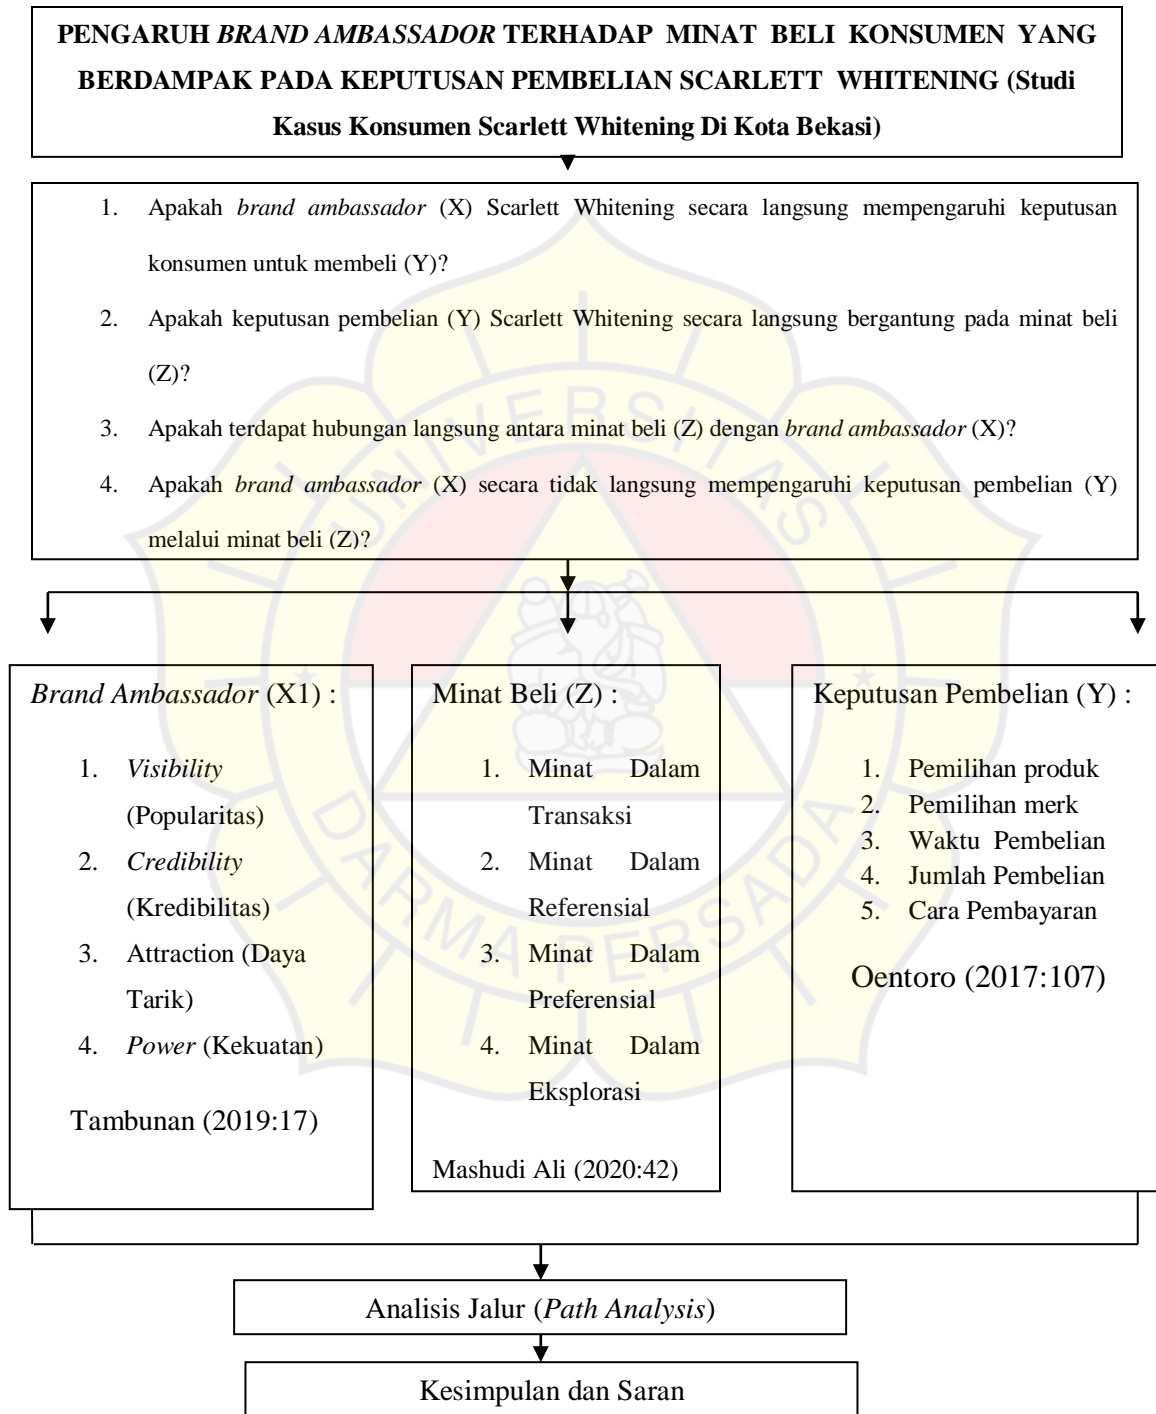 PENGARUH BRAND AMBASSADOR TERHADAP MINAT BELI KONSUMEN YANG
BERDAMPAK PADA KEPUTUSAN PEMBELIAN SCARLETT WHITENING (Studi
Kasus Konsumen Scarlett Whitening Di Kota Bekasi)
1. Apakah brand ambassador (X) Scarlett Whitening secara langsung mempengaruhi keputusan
konsumen untuk membeli (Y)?
2. Apakah keputusan pembelian (Y) Scarlett Whitening secara langsung bergantung pada minat beli
(Z)?
3. Apakah terdapat hubungan langsung antara minat beli (Z) dengan brand ambassador (X)?
4. Apakah brand ambassador (X) secara tidak langsung mempengaruhi keputusan pembelian (Y)
melalui minat beli (Z)?
Brand Ambassador (X1) :
1. Visibility
(Popularitas)
2. Credibility
(Kredibilitas)
3. Attraction (Daya
Tarik)
4. Power (Kekuatan)
Tambunan (2019:17)
Minat Beli (Z) :
1. Minat Dalam
Transaksi
2. Minat Dalam
Referensial
3. Minat Dalam
Preferensial
4. Minat Dalam
Eksplorasi
Mashudi Ali (2020:42)
Keputusan Pembelian (Y) :
1. Pemilihan produk
2. Pemilihan merk
3. Waktu Pembelian
4. Jumlah Pembelian
5. Cara Pembayaran
Oentoro (2017:107)
Analisis Jalur (Path Analysis)
Kesimpulan dan Saran
UNIVERSITAS
DARMA PERSADA